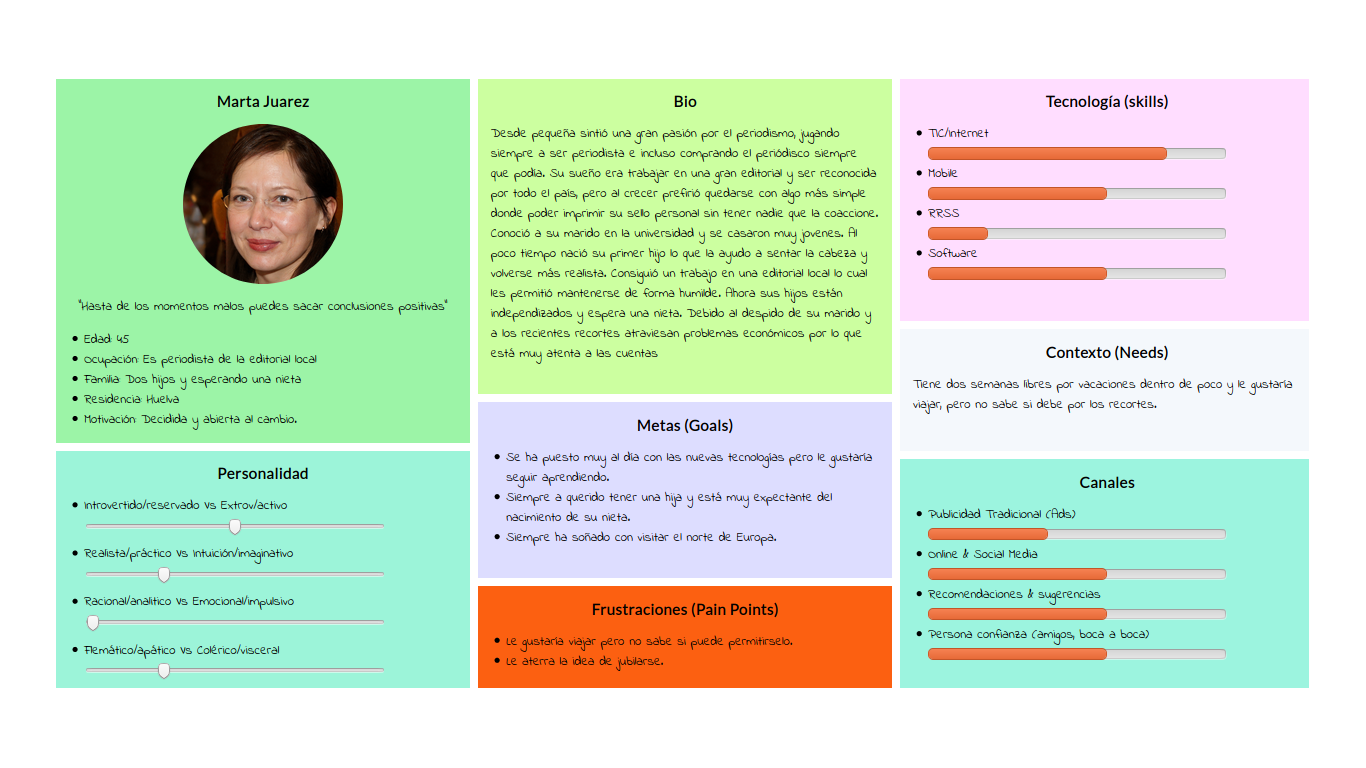 Marta Juarez
"Hasta de los momentos malos puedes sacar conclusiones positivas"
Edad: 45
Ocupación: Es periodista de la editorial local
Familia: Dos hijos y esperando una nieta
Residencia: Huelva
Motivación: Decidida y abierta al cambio.
Personalidad
Introvertido/reservado Vs Extrov/activo
Realista/práctico Vs Intuición/imaginativo
Racional/analítico Vs Emocional/impulsivo
Flemático/apático Vs Colérico/visceral
Bio
Desde pequeña sintió una gran pasión por el periodismo, jugando
siempre a ser periodista e incluso comprando el periódisco siempre
que podía. Su sueño era trabajar en una gran editorial y ser reconocida
por todo el país, pero al crecer prefirió quedarse con algo más simple
donde poder imprimir su sello personal sin tener nadie que la coaccione.
Conoció a su marido en la universidad y se casaron muy jovenes. Al
poco tiempo nació su primer hijo lo que la ayudo a sentar la cabeza y
volverse más realista. Consiguió un trabajo en una editorial local lo cual
les permitió mantenerse de forma humilde. Ahora sus hijos están
independizados y espera una nieta. Debido al despido de su marido y
a los recientes recortes atraviesan problemas económicos por lo que
está muy atenta a las cuentas
Metas (Goals)
Se ha puesto muy al día con las nuevas tecnologías pero le gustaría
seguir aprendiendo.
Siempre a querido tener una hija y está muy expectante del
nacimiento de su nieta.
Siempre ha soñado con visitar el norte de Europa.
Frustraciones (Pain Points)
Le gustaría viajar pero no sabe si puede permitirselo.
Le aterra la idea de jubilarse.
Tecnología (skills)
TIC/Internet
Mobile
RRSS
Software
Contexto (Needs)
Tiene dos semanas libres por vacaciones dentro de poco y le gustaría
viajar, pero no sabe si debe por los recortes.
Canales
Publicidad Tradicional (Ads)
Online & Social Media
Recomendaciones & sugerencias
Persona confianza (amigos, boca a boca)